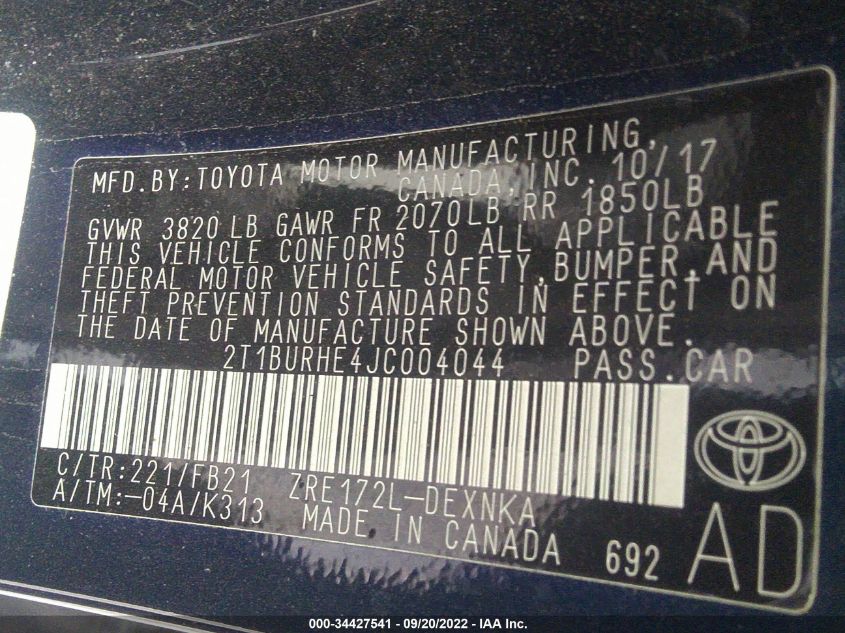 MFD.BY:TOYOTA MOTOR MANUFACTURING,
CANADA,INC. 10/17
GVWR 3820 LB GAWR FR 2070LB RR 1850LB
THIS VEHICLE CONFORMS TO ALL APPLICABLE
FEDERAL MOTOR VEHICLE SAFETY,BUMPER,AND
THEFT PREVENTION STANDARDS IN EFFECT ON
THE DATE OF MANUFACTURE SHOWN ABOVE.
2T1BURHE4JC004044 PASS.CAR
C/TR:221/FB21 ZRE172L-DEXNKA
A/TM:-04A/K313 MADE IN CANADA 692 AD
000-34427541 - 09/20/2022 - IAA Inc.